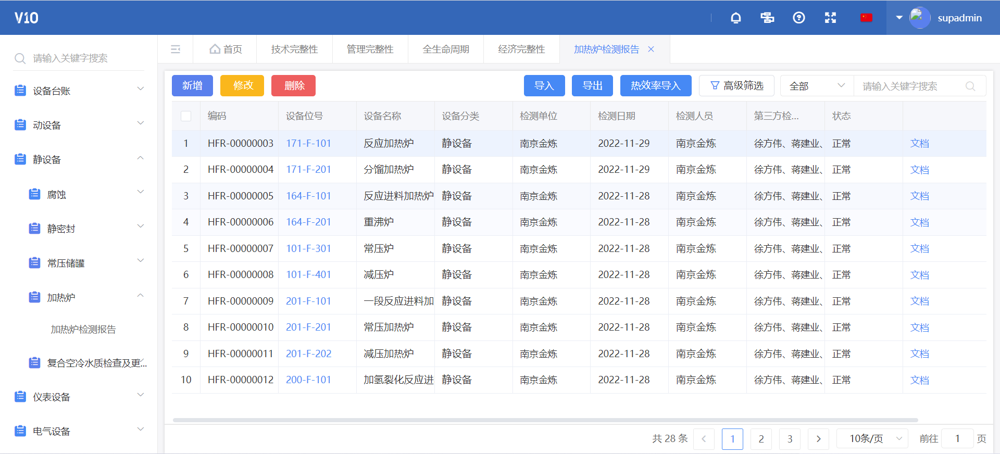 V10
supadmin
请输入关键字搜索
设备台账
动设备
静设备
腐蚀
静密封
常压储罐
加热炉
加热炉检测报告
复合空冷水质检查及更...
仪表设备
电气设备
首页 技术完整性 管理完整性 全生命周期 经济完整性 加热炉检测报告
新增 修改 删除 导入 导出 热效率导入 高级筛选 全部 请输入关键字搜索
编码 设备位号 设备名称 设备分类 检测单位 检测日期 检测人员 第三方检... 状态
1 HFR-00000003 171-F-101 反应加热炉 静设备 南京金炼 2022-11-29 南京金炼 徐方伟、蒋建业、 正常 文档
2 HFR-00000004 171-F-201 分馏加热炉 静设备 南京金炼 2022-11-29 南京金炼 徐方伟、蒋建业、 正常 文档
3 HFR-00000005 164-F-101 反应进料加热炉 静设备 南京金炼 2022-11-28 南京金炼 徐方伟、蒋建业、 正常 文档
4 HFR-00000006 164-F-201 重沸炉 静设备 南京金炼 2022-11-28 南京金炼 徐方伟、蒋建业、 正常 文档
5 HFR-00000007 101-F-301 常压炉 静设备 南京金炼 2022-11-28 南京金炼 徐方伟、蒋建业、 正常 文档
6 HFR-00000008 101-F-401 减压炉 静设备 南京金炼 2022-11-28 南京金炼 徐方伟、蒋建业、 正常 文档
7 HFR-00000009 201-F-101 一段反应进料加 静设备 南京金炼 2022-11-28 南京金炼 徐方伟、蒋建业、 正常 文档
8 HFR-00000010 201-F-201 常压加热炉 静设备 南京金炼 2022-11-28 南京金炼 徐方伟、蒋建业、 正常 文档
9 HFR-00000011 201-F-202 减压加热炉 静设备 南京金炼 2022-11-28 南京金炼 徐方伟、蒋建业、 正常 文档
10 HFR-00000012 200-F-101 加氢裂化反应进 静设备 南京金炼 2022-11-28 南京金炼 徐方伟、蒋建业、 正常 文档
共 28 条 1 2 3 10条/页 前往 1 页